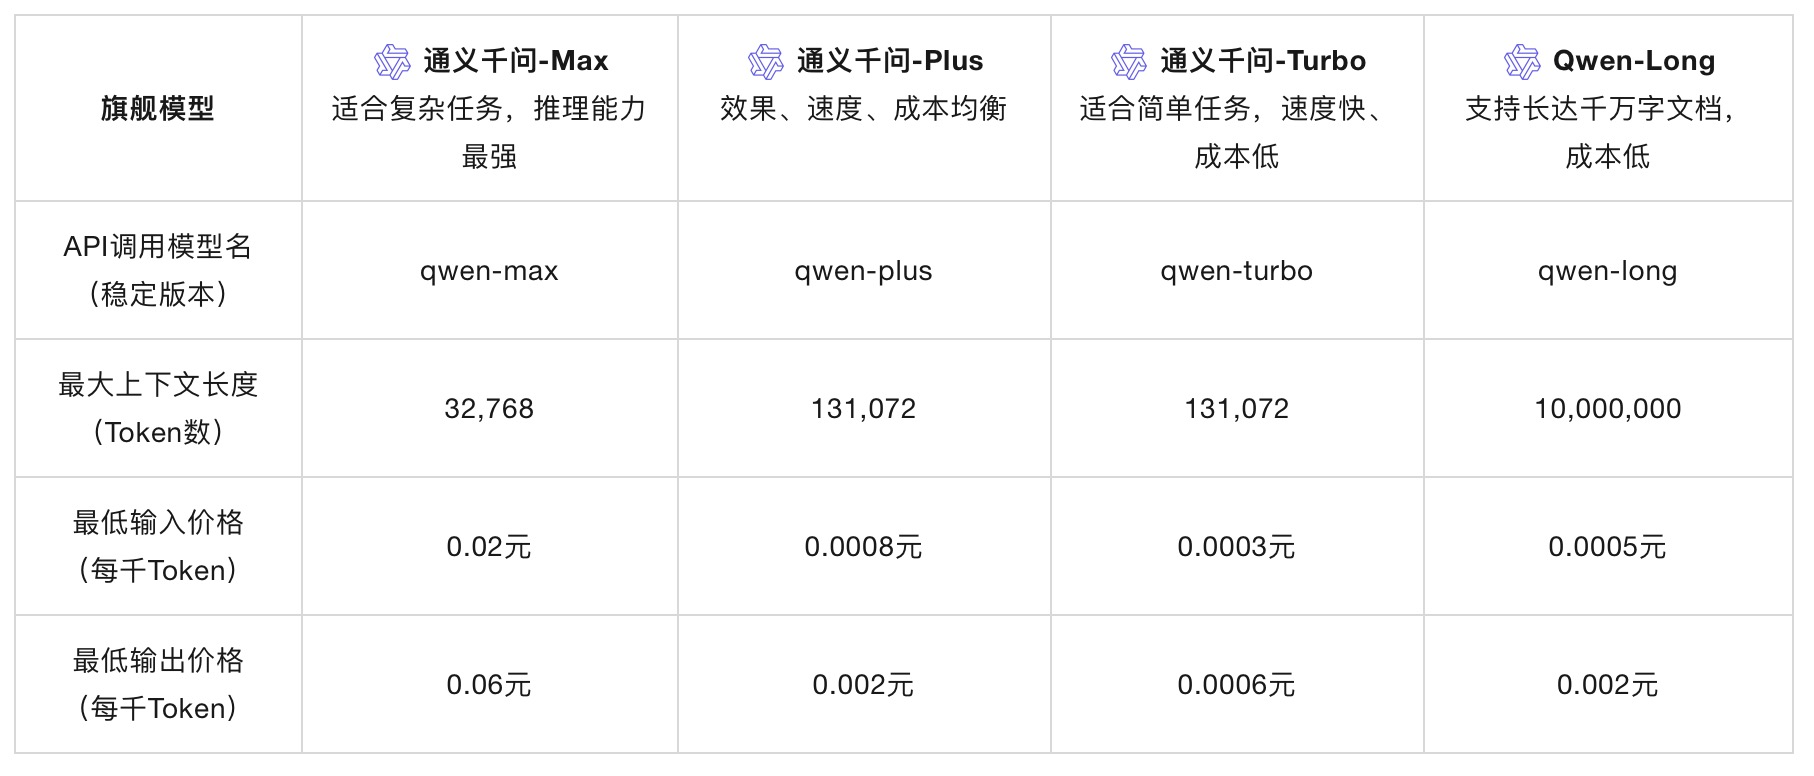 旗舰模型
通义千问-Max
适合复杂任务，推理能力
最强
通义千问-Plus
效果、速度、成本均衡
通义千问-Turbo
适合简单任务，速度快、
成本低
Qwen-Long
支持长达千万字文档，
成本低
API调用模型名
（稳定版本）
qwen-max
qwen-plus
qwen-turbo
qwen-long
最大上下文长度
（Token数）
32,768
131,072
131,072
10,000,000
最低输入价格
（每千Token）
0.02元
0.0008元
0.0003元
0.0005元
最低输出价格
（每千Token）
0.06元
0.002元
0.0006元
0.002元